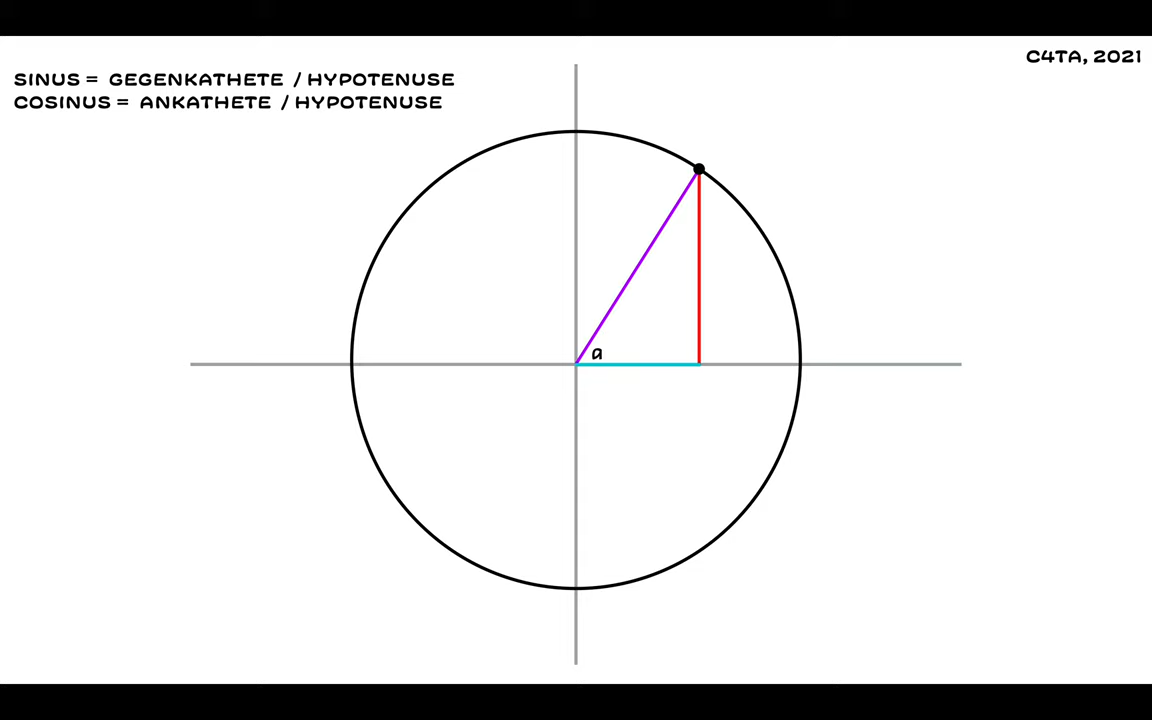 C4TA, 2021
SINUS = GEGENKATHETE / HYPOTENUSE
COSINUS = ANKATHETE / HYPOTENUSE
a